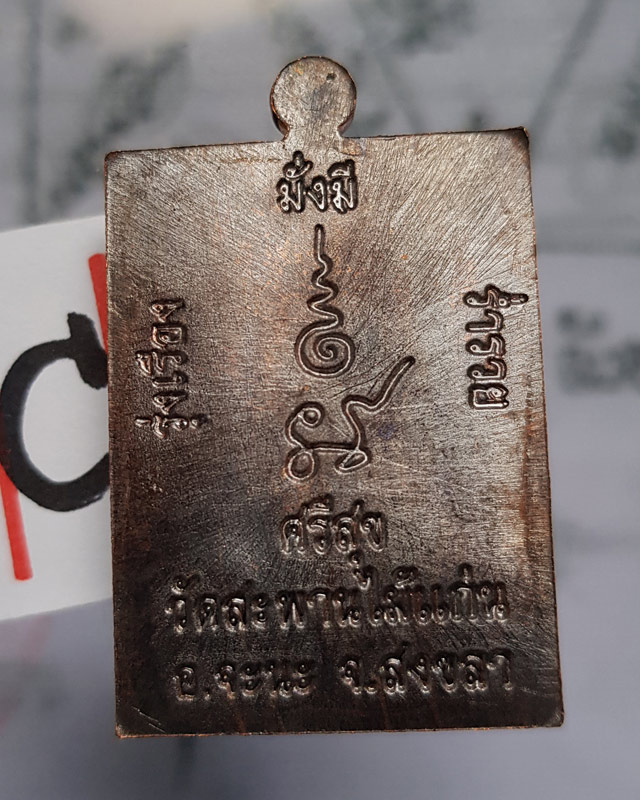 มั่งมี
รุ่งเรือง
ร่ำรวย
ศรีสุข
วัดสะพานไม้แก่น
อ.จะนะ จ.สงขลา